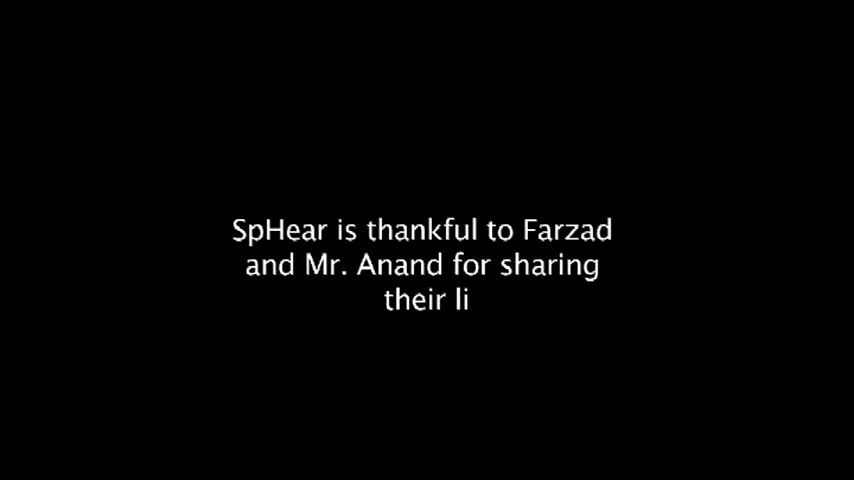 SpHear is thankful to Farzad
and Mr. Anand for sharing
their li